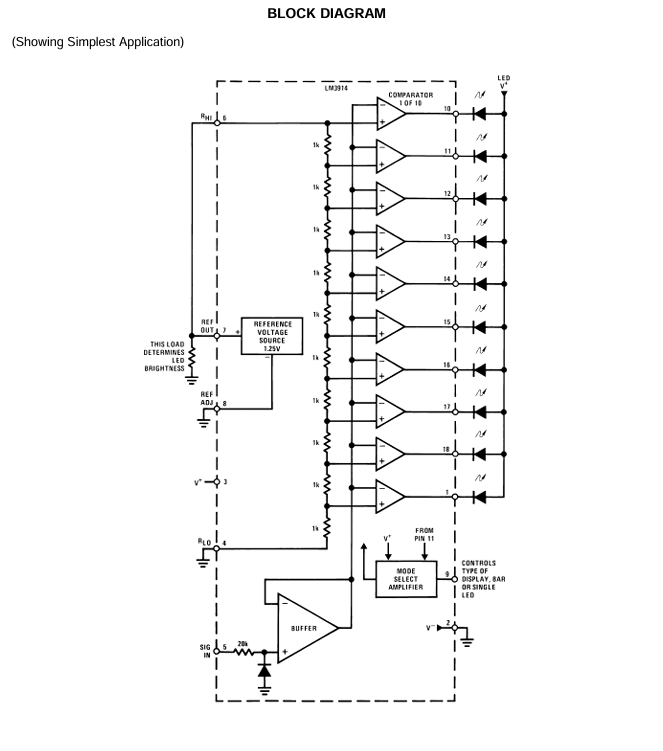 BLOCK DIAGRAM
(Showing Simplest Application)
LED
V+
LM3914
COMPARATOR
1 OF 10
RHI
6
10
1k
11
1k
12
1k
13
1k
14
1k
15
REF
OUT
7
+
REFERENCE
VOLTAGE
SOURCE
1.25V
−
THIS LOAD
DETERMINES
LED
BRIGHTNESS
1k
16
1k
REF
ADJ
8
17
1k
18
V+
3
1k
1
1k
RLO
4
V+
FROM
PIN 11
MODE
SELECT
AMPLIFIER
9
CONTROLS
TYPE OF
DISPLAY, BAR
OR SINGLE
LED
−
BUFFER
+
V−
2
SIG
IN
5
20k